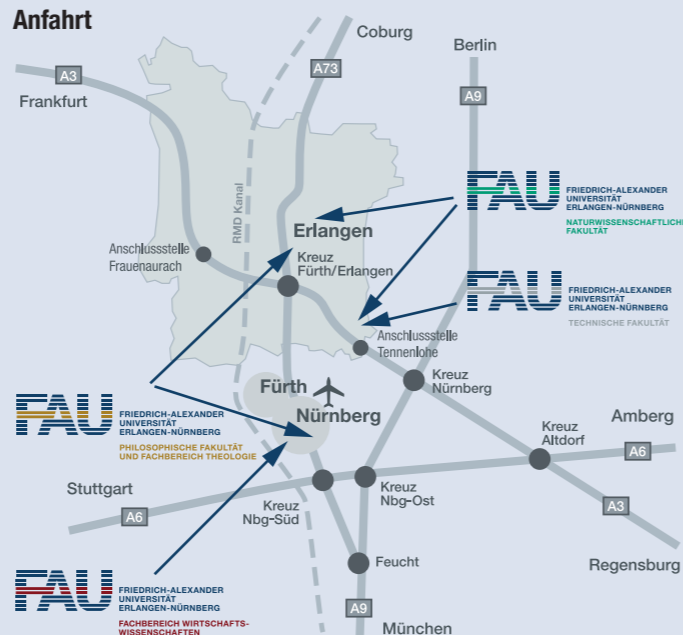 Anfahrt
Coburg
Berlin
A3
A73
A9
Frankfurt
RMD Kanal
FAU
FRIEDRICH-ALEXANDER
UNIVERSITÄT
ERLANGEN-NÜRNBERG
NATURWISSENSCHAFTLICHE
FAKULTÄT
Erlangen
Anschlussstelle
Frauenaurach
Kreuz
Fürth/Erlangen
FAU
FRIEDRICH-ALEXANDER
UNIVERSITÄT
ERLANGEN-NÜRNBERG
TECHNISCHE FAKULTÄT
Anschlussstelle
Tennenlohe
Kreuz
Nürnberg
Fürth
Nürnberg
FAU
FRIEDRICH-ALEXANDER
UNIVERSITÄT
ERLANGEN-NÜRNBERG
PHILOSOPHISCHE FAKULTÄT
UND FACHBEREICH THEOLOGIE
Kreuz
Altdorf
Amberg
A6
Stuttgart
A6
Kreuz
Nbg-Süd
Kreuz
Nbg-Ost
A3
Regensburg
Feucht
FAU
FRIEDRICH-ALEXANDER
UNIVERSITÄT
ERLANGEN-NÜRNBERG
FACHBEREICH WIRTSCHAFTS-
WISSENSCHAFTEN
A9
München